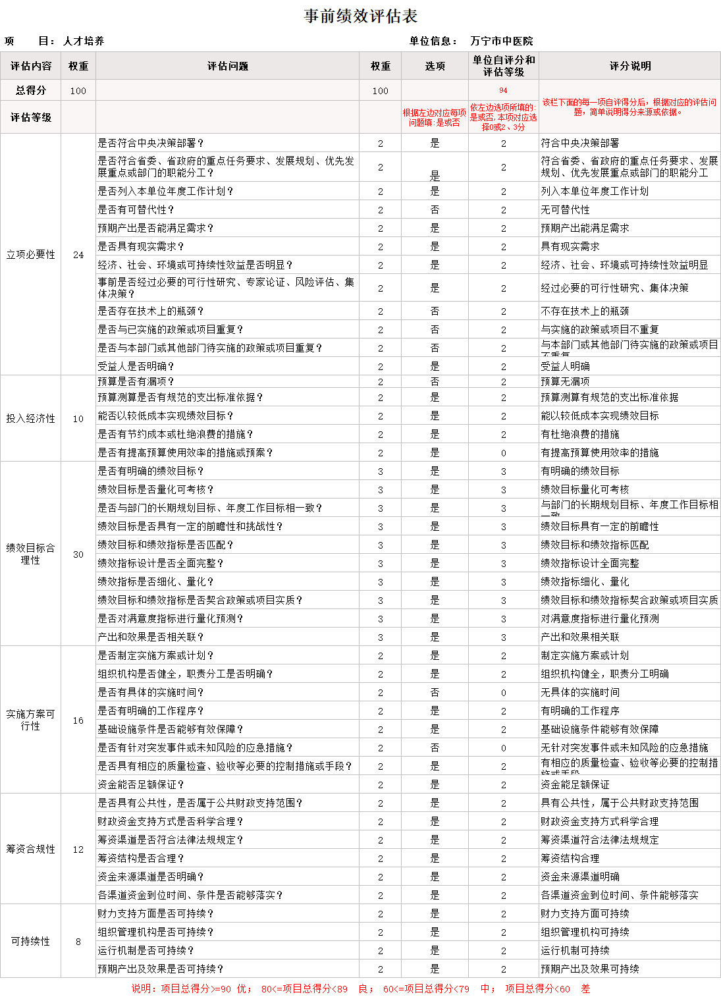 事前绩效评估表
项 目: 人才培养 单位信息: 万宁市中医院
评估内容 权重 评估问题 权重 选项 单位自评分和评估等级 评分说明
总得分 100 100 94 该栏下面的每一项自评得分后，根据对应的评估问题，简单说明得分来源或依据。
评估等级 根据左边对应每项问题填:是或否 依左边选项所填的:是或否,本项对应选择0或2、3分
立项必要性 24
是否符合中央决策部署？ 2 是 2 符合中央决策部署
是否符合省委、省政府的重点任务要求、发展规划、优先发展重点或部门的职能分工？ 2 是 2 符合省委、省政府的重点任务要求、发展规划、优先发展重点或部门的职能分工
是否列入本单位年度工作计划？ 2 是 2 列入本单位年度工作计划
是否有可替代性？ 2 否 2 无可替代性
预期产出是否能满足需求？ 2 是 2 预期产出能满足需求
是否具有现实需求？ 2 是 2 具有现实需求
经济、社会、环境或可持续性效益是否明显？ 2 是 2 经济、社会、环境或可持续性效益明显
事前是否经过必要的可行性研究、专家论证、风险评估、集体决策？ 2 是 2 经过必要的可行性研究、集体决策
是否存在技术上的瓶颈？ 2 否 2 不存在技术上的瓶颈
是否与已实施的政策或项目重复？ 2 否 2 与实施的政策或项目不重复
是否与本部门或其他部门待实施的政策或项目重复？ 2 否 2 与本部门或其他部门待实施的政策或项目不重复
受益人是否明确？ 2 是 2 受益人明确
投入经济性 10
预算是否有漏项？ 2 否 2 预算无漏项
预算测算是否有规范的支出标准依据？ 2 是 2 预算测算有规范的支出标准依据
能否以较低成本实现绩效目标？ 2 是 2 能以较低成本实现绩效目标
是否有节约成本或杜绝浪费的措施？ 2 是 2 有杜绝浪费的措施
是否有提高预算使用效率的措施或预案？ 2 是 0 有提高预算使用效率的措施
绩效目标合理性 30
是否有明确的绩效目标？ 3 是 3 有明确的绩效目标
绩效目标是否量化可考核？ 3 是 3 绩效目标量化可考核
是否与部门的长期规划目标、年度工作目标相一致？ 3 是 3 与部门的长期规划目标、年度工作目标相一致
绩效目标是否具有一定的前瞻性和挑战性？ 3 是 3 绩效目标具有一定的前瞻性
绩效目标和绩效指标是否匹配？ 3 是 3 绩效目标和绩效指标匹配
绩效指标设计是否全面完整？ 3 是 3 绩效指标设计全面完整
绩效指标是否细化、量化？ 3 是 3 绩效指标细化、量化
绩效目标和绩效指标是否契合政策或项目实质？ 3 是 3 绩效目标和绩效指标契合政策或项目实质
是否对满意度指标进行量化预测？ 3 是 3 对满意度指标进行量化预测
产出和效果是否相关联？ 3 是 3 产出和效果相关联
实施方案可行性 16
是否制定实施方案或计划？ 2 是 2 制定实施方案或计划
组织机构是否健全，职责分工是否明确？ 2 是 2 组织机构健全，职责分工明确
是否有具体的实施时间？ 2 否 0 无具体的实施时间
是否有明确的工作程序？ 2 是 2 有明确的工作程序
基础设施条件是否能够有效保障？ 2 是 2 基础设施条件能够有效保障
是否有针对突发事件或未知风险的应急措施？ 2 否 0 无针对突发事件或未知风险的应急措施
是否具有相应的质量检查、验收等必要的控制措施或手段？ 2 是 2 有相应的质量检查、验收等必要的控制措施或手段
资金能否足额保证？ 2 是 2 资金能足额保证
筹资合规性 12
是否具有公共性，是否属于公共财政支持范围？ 2 是 2 具有公共性，属于公共财政支持范围
财政资金支持方式是否科学合理？ 2 是 2 财政资金支持方式科学合理
筹资渠道是否符合法律法规规定？ 2 是 2 筹资渠道符合法律法规规定
筹资结构是否合理？ 2 是 2 筹资结构合理
资金来源渠道是否明确？ 2 是 2 资金来源渠道明确
各渠道资金到位时间、条件是否能够落实？ 2 是 2 各渠道资金到位时间、条件能够落实
可持续性 8
财力支持方面是否可持续？ 2 是 2 财力支持方面可持续
组织管理机构是否可持续？ 2 是 2 组织管理机构可持续
运行机制是否可持续？ 2 是 2 运行机制可持续
预期产出及效果是否可持续？ 2 是 2 预期产出及效果可持续
说明：项目总得分>=90 优； 80<=项目总得分<89 良； 60<=项目总得分<79 中； 项目总得分<60 差